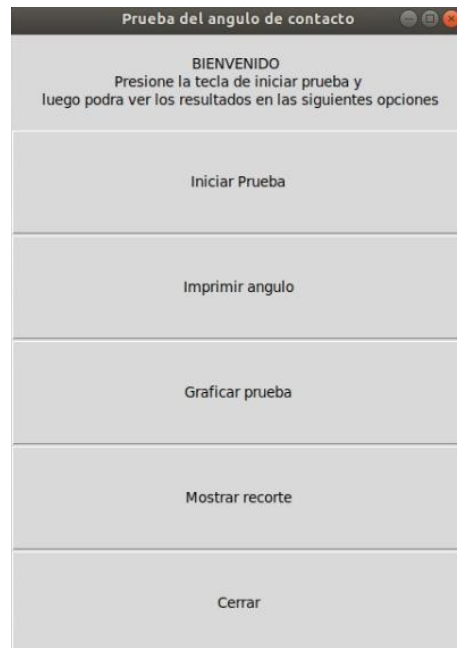 Prueba del angulo de contacto
BIENVENIDO
Presione la tecla de iniciar prueba y
luego podra ver los resultados en las siguientes opciones
Iniciar Prueba
Imprimir angulo
Graficar prueba
Mostrar recorte
Cerrar